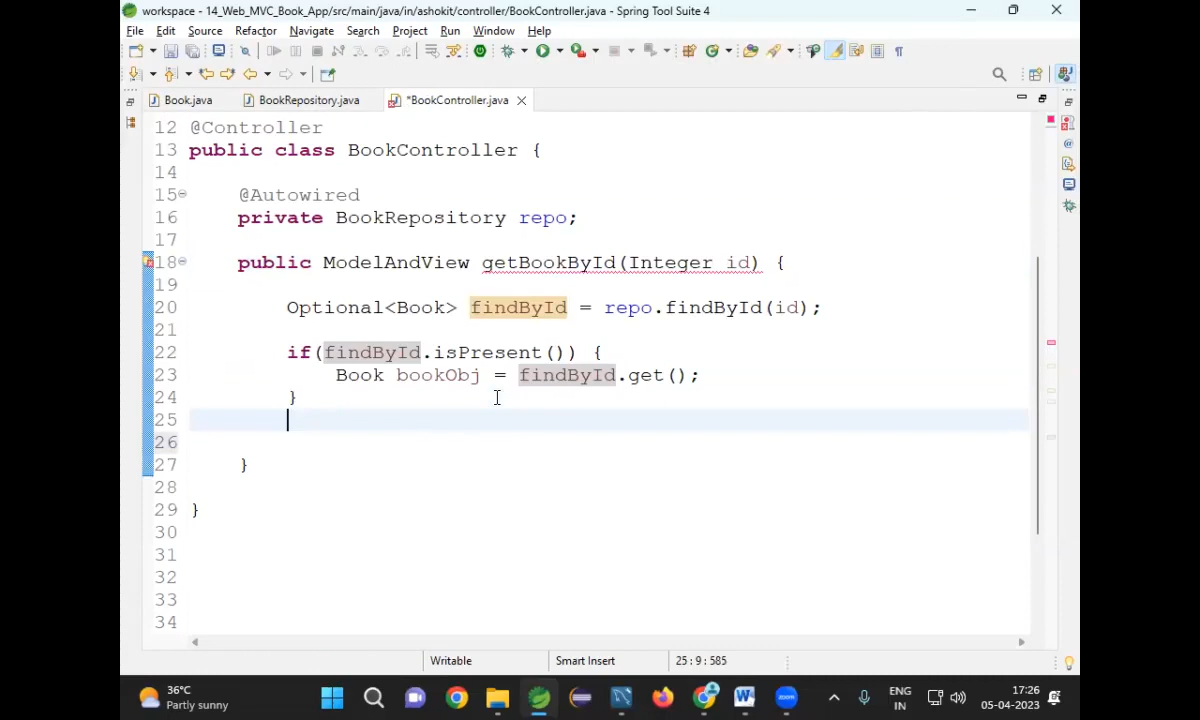 workspace - 14_Web_MVC_Book_App/src/main/java/in/ashokit/controller/BookController.java - Spring Tool Suite 4
File Edit Source Refactor Navigate Search Project Run Window Help
Book.java BookRepository.java *BookController.java
12 @Controller
13 public class BookController {
14
15 @Autowired
16 private BookRepository repo;
17
18 public ModelAndView getBookById(Integer id) {
19
20 Optional<Book> findById = repo.findById(id);
21
22 if(findById.isPresent()) {
23 Book bookObj = findById.get();
24 }
25
26
27 }
28
29 }
30
31
32
33
34
Writable Smart Insert 25 : 9 : 585
36°C
Partly sunny
ENG
IN
17:26
05-04-2023